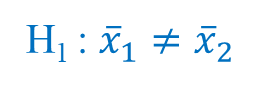 H₁ : x̄₁ ≠ x̄₂